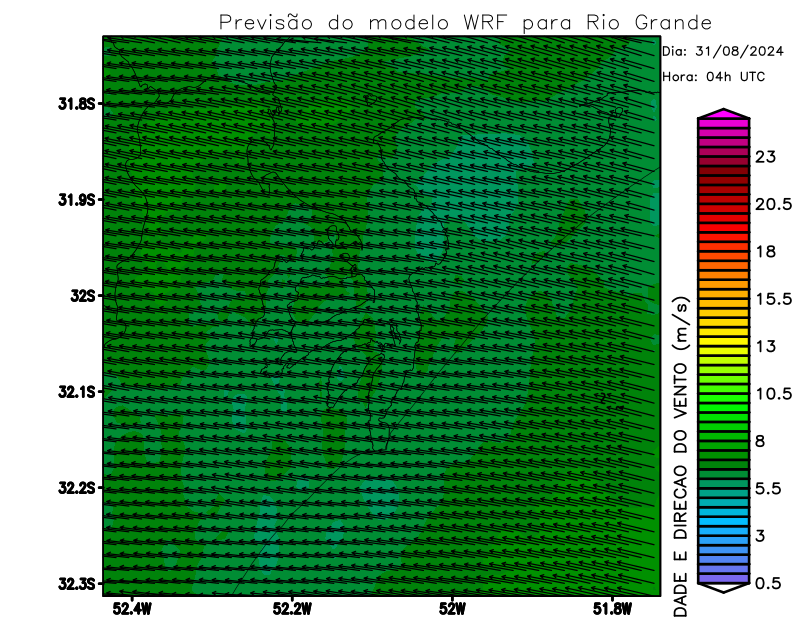 Previsão do modelo WRF para Rio Grande
Dia: 31/08/2024
Hora: 04h UTC
31.8S
31.9S
32S
32.1S
32.2S
32.3S
52.4W
52.2W
52W
51.8W
23
20.5
18
15.5
13
10.5
8
5.5
3
0.5
DADE E DIRECAO DO VENTO (m/s)